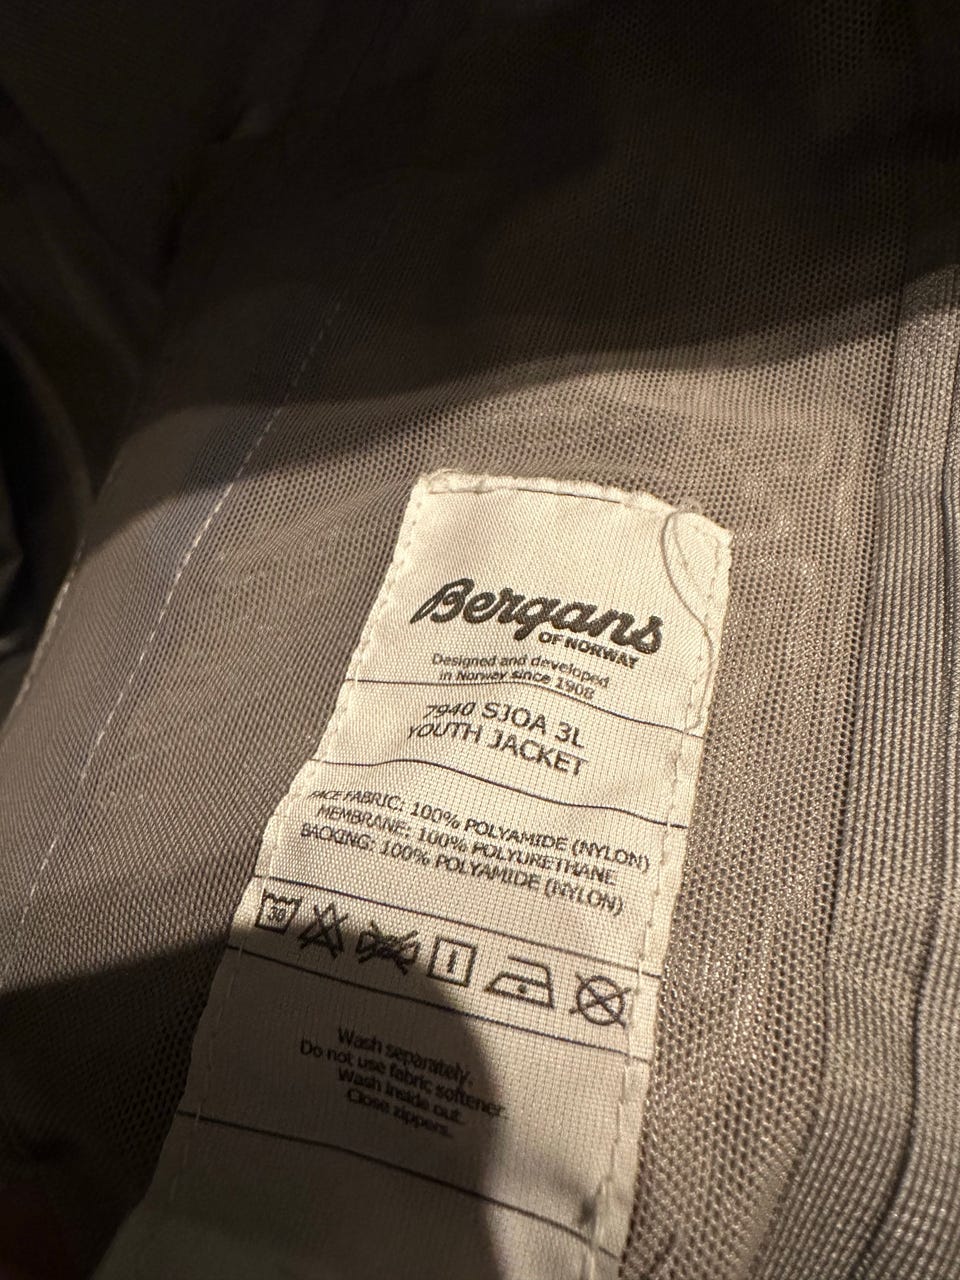 Bergans
OF NORWAY
Designed and developed
in Norway since 1908
7940 SJOA 3L
YOUTH JACKET
FACE FABRIC: 100% POLYAMIDE (NYLON)
MEMBRANE: 100% POLYURETHANE
BACKING: 100% POLYAMIDE (NYLON)
30
Wash separately.
Do not use fabric softener.
Wash inside out.
Close zippers.